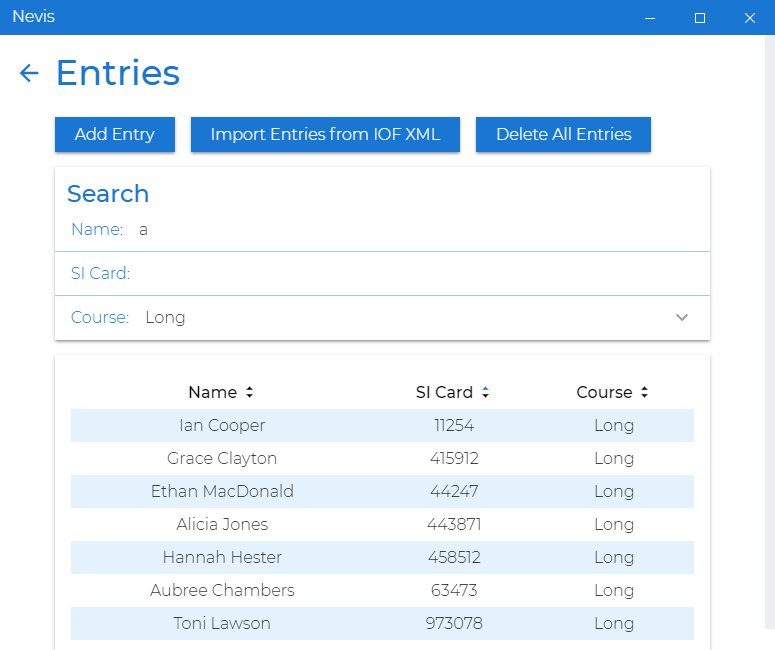 Nevis
Entries
Add Entry Import Entries from IOF XML Delete All Entries
Search
Name: a
SI Card:
Course: Long
Name SI Card Course
Ian Cooper 11254 Long
Grace Clayton 415912 Long
Ethan MacDonald 44247 Long
Alicia Jones 443871 Long
Hannah Hester 458512 Long
Aubree Chambers 63473 Long
Toni Lawson 973078 Long